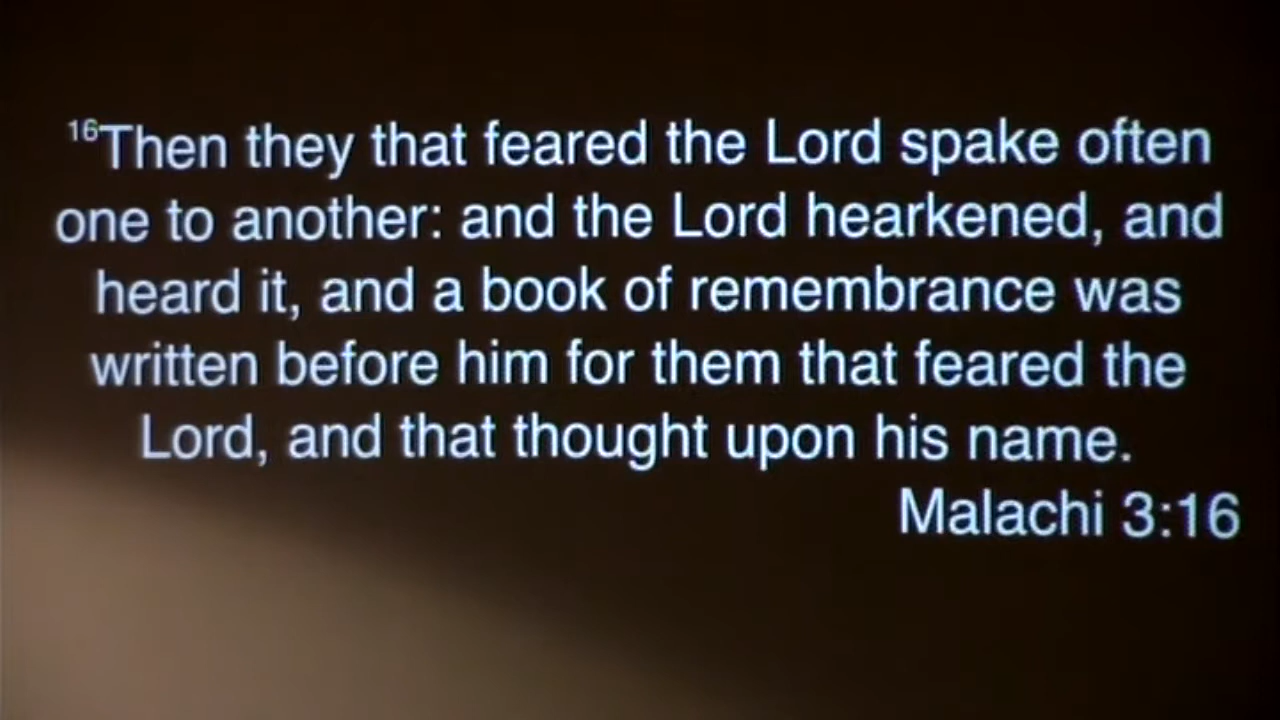 16Then they that feared the Lord spake often
one to another: and the Lord hearkened, and
heard it, and a book of remembrance was
written before him for them that feared the
Lord, and that thought upon his name.
Malachi 3:16